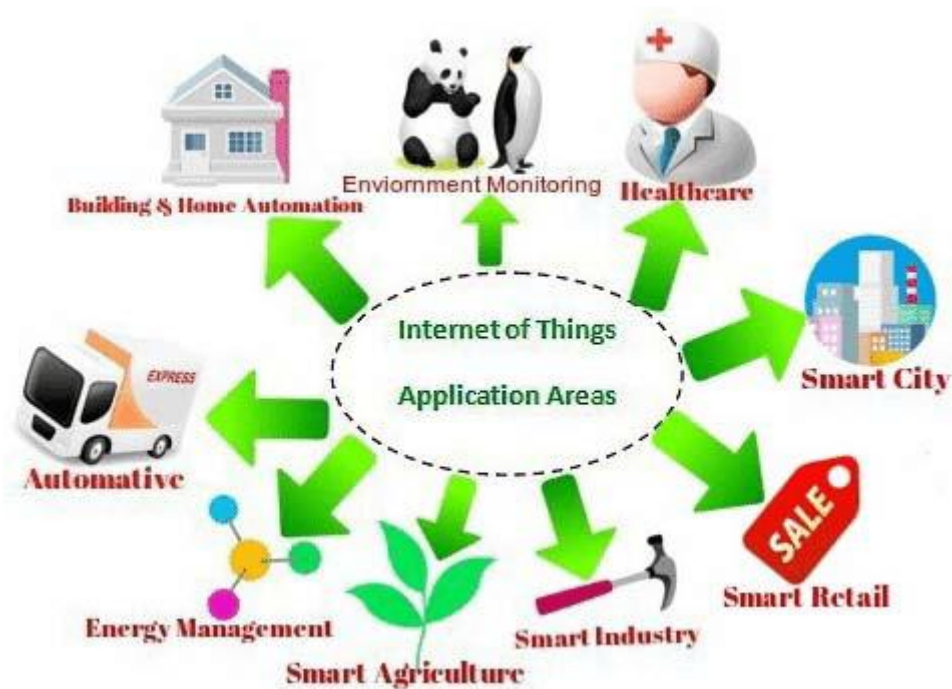 Enviornment Monitoring
Healthcare
Building & Home Automation
Internet of Things
Application Areas
Smart City
EXPRESS
Automative
SALE
Smart Retail
Energy Management
Smart Industry
Smart Agriculture